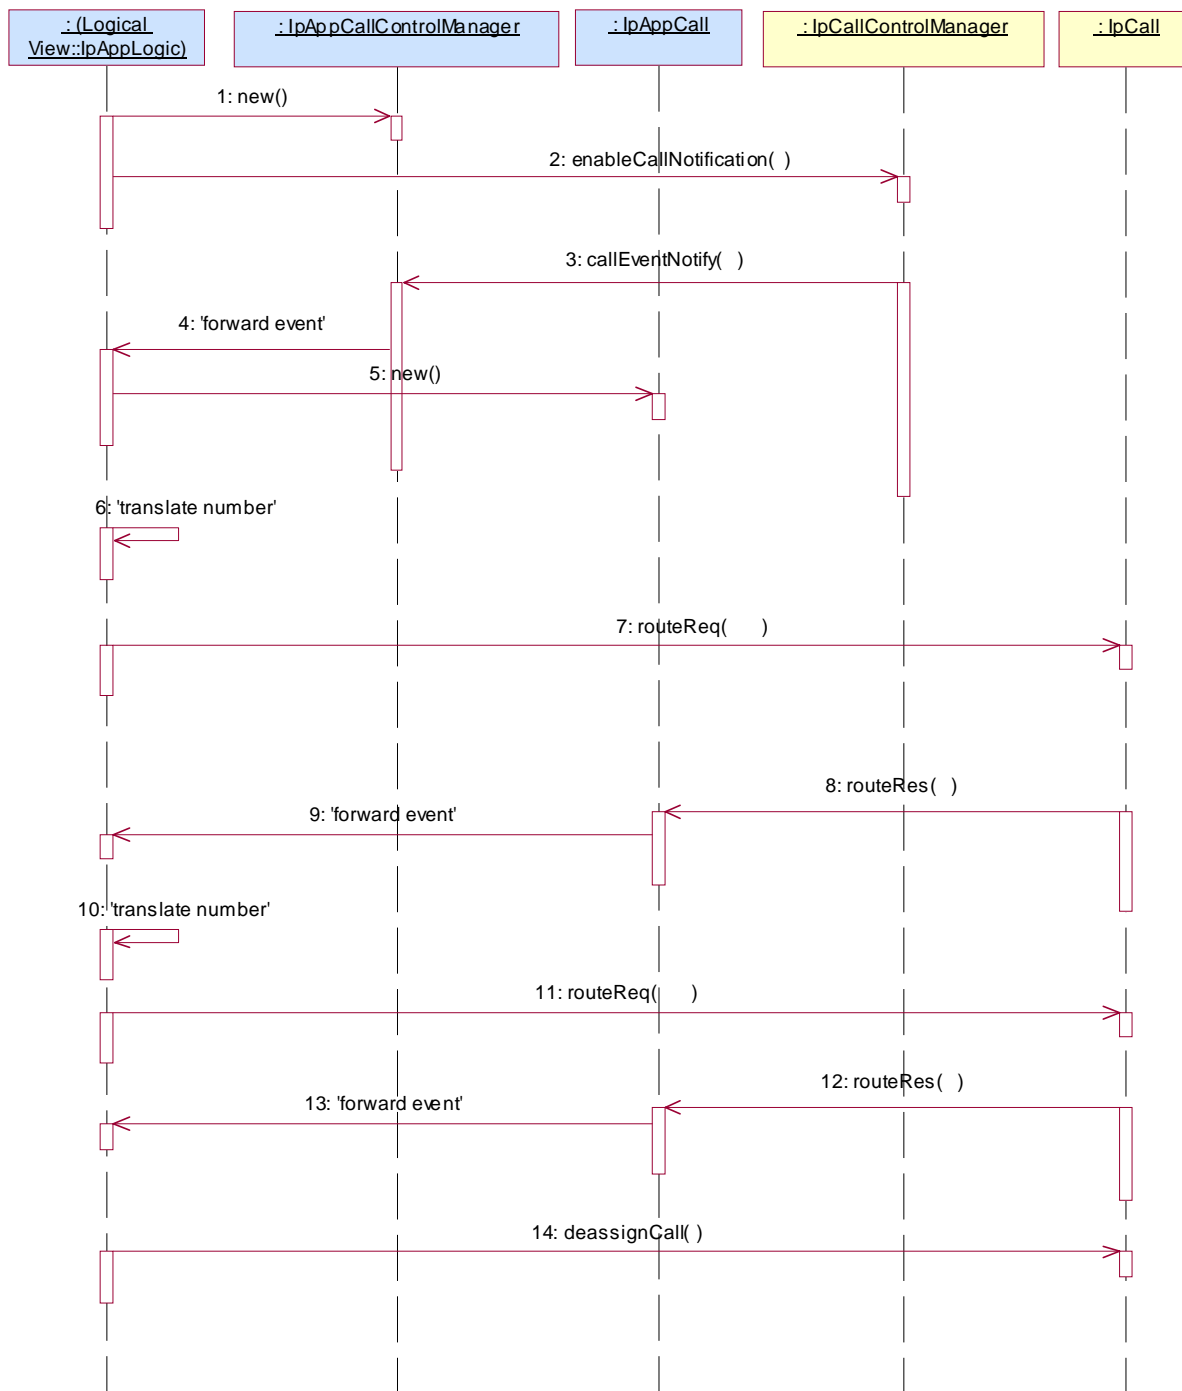 : (Logical
View::IpAppLogic)
: IpAppCallControlManager
: IpAppCall
: IpCallControlManager
: IpCall
1: new()
2: enableCallNotification( )
3: callEventNotify( )
4: 'forward event'
5: new()
6: 'translate number'
7: routeReq( )
8: routeRes( )
9: 'forward event'
10: 'translate number'
11: routeReq( )
12: routeRes( )
13: 'forward event'
14: deassignCall( )